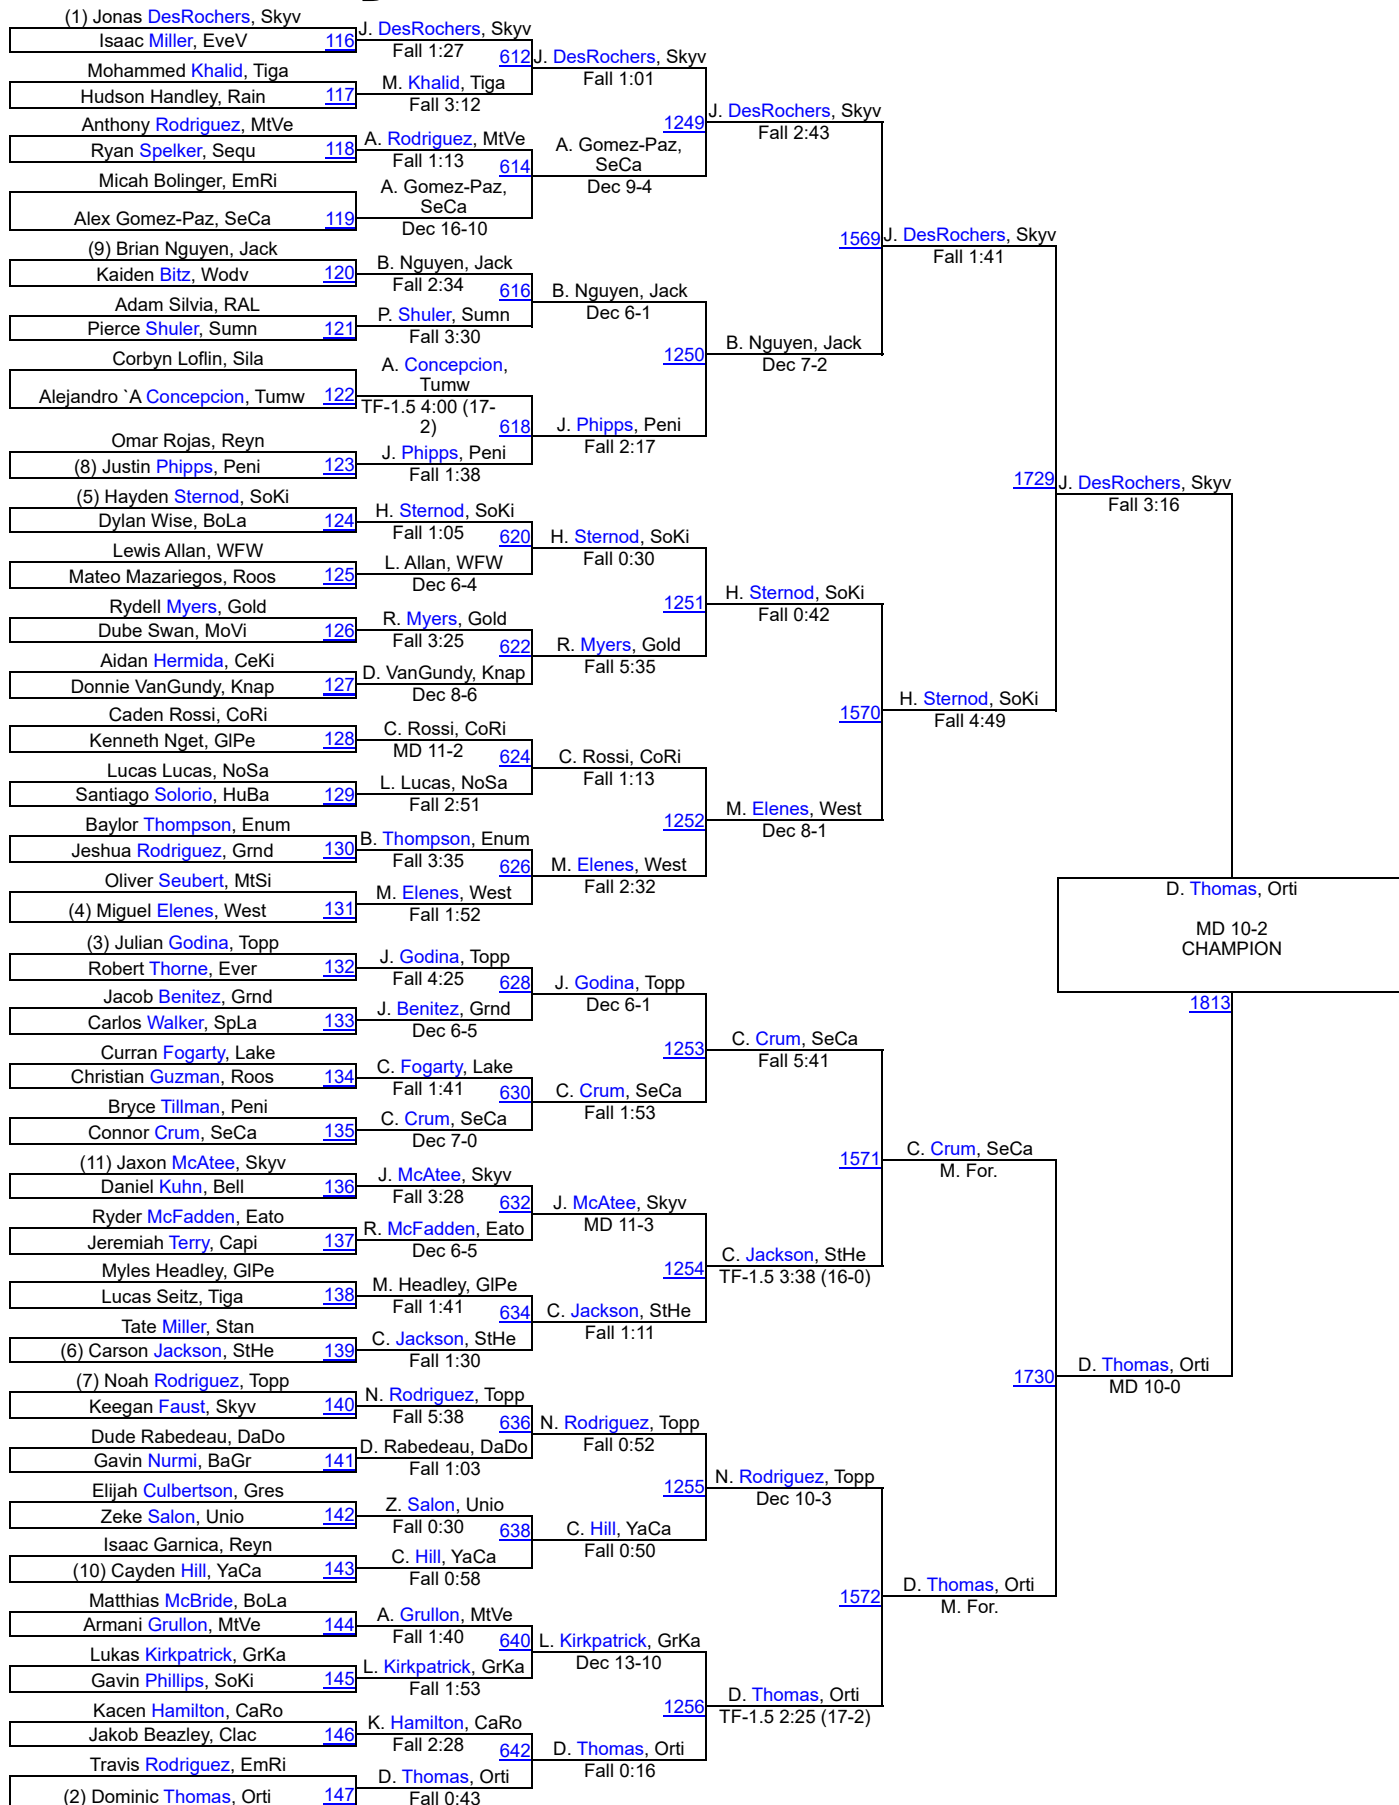 (1) Jonas DesRochers, Skyv
Isaac Miller, EveV
116
Mohammed Khalid, Tiga
Hudson Handley, Rain
117
Anthony Rodriguez, MtVe
Ryan Spelker, Sequ
118
Micah Bolinger, EmRi
Alex Gomez-Paz, SeCa
119
(9) Brian Nguyen, Jack
Kaiden Bitz, Wodv
120
Adam Silvia, RAL
Pierce Shuler, Sumn
121
Corbyn Loflin, Sila
Alejandro `A Concepcion, Tumw
122
Omar Rojas, Reyn
(8) Justin Phipps, Peni
123
(5) Hayden Sternod, SoKi
Dylan Wise, BoLa
124
Lewis Allan, WFW
Mateo Mazariegos, Roos
125
Rydell Myers, Gold
Dube Swan, MoVi
126
Aidan Hermida, CeKi
Donnie VanGundy, Knap
127
Caden Rossi, CoRi
Kenneth Nget, GlPe
128
Lucas Lucas, NoSa
Santiago Solorio, HuBa
129
Baylor Thompson, Enum
Jeshua Rodriguez, Grnd
130
Oliver Seubert, MtSi
(4) Miguel Elenes, West
131
(3) Julian Godina, Topp
Robert Thorne, Ever
132
Jacob Benitez, Grnd
Carlos Walker, SpLa
133
Curran Fogarty, Lake
Christian Guzman, Roos
134
Bryce Tillman, Peni
Connor Crum, SeCa
135
(11) Jaxon McAtee, Skyv
Daniel Kuhn, Bell
136
Ryder McFadden, Eato
Jeremiah Terry, Capi
137
Myles Headley, GlPe
Lucas Seitz, Tiga
138
Tate Miller, Stan
(6) Carson Jackson, StHe
139
(7) Noah Rodriguez, Topp
Keegan Faust, Skyv
140
Dude Rabedeau, DaDo
Gavin Nurmi, BaGr
141
Elijah Culbertson, Gres
Zeke Salon, Unio
142
Isaac Garnica, Reyn
(10) Cayden Hill, YaCa
143
Matthias McBride, BoLa
Armani Grullon, MtVe
144
Lukas Kirkpatrick, GrKa
Gavin Phillips, SoKi
145
Kacen Hamilton, CaRo
Jakob Beazley, Clac
146
Travis Rodriguez, EmRi
(2) Dominic Thomas, Orti
147
J. DesRochers, Skyv
Fall 1:27
612
M. Khalid, Tiga
Fall 3:12
A. Rodriguez, MtVe
Fall 1:13
614
A. Gomez-Paz,
SeCa
Dec 16-10
B. Nguyen, Jack
Fall 2:34
616
P. Shuler, Sumn
Fall 3:30
A. Concepcion,
Tumw
TF-1.5 4:00 (17-
2)
618
J. Phipps, Peni
Fall 1:38
H. Sternod, SoKi
Fall 1:05
620
L. Allan, WFW
Dec 6-4
R. Myers, Gold
Fall 3:25
622
D. VanGundy, Knap
Dec 8-6
C. Rossi, CoRi
MD 11-2
624
L. Lucas, NoSa
Fall 2:51
B. Thompson, Enum
Fall 3:35
626
M. Elenes, West
Fall 1:52
J. Godina, Topp
Fall 4:25
628
J. Benitez, Grnd
Dec 6-5
C. Fogarty, Lake
Fall 1:41
630
C. Crum, SeCa
Dec 7-0
J. McAtee, Skyv
Fall 3:28
632
R. McFadden, Eato
Dec 6-5
M. Headley, GlPe
Fall 1:41
634
C. Jackson, StHe
Fall 1:30
N. Rodriguez, Topp
Fall 5:38
636
D. Rabedeau, DaDo
Fall 1:03
Z. Salon, Unio
Fall 0:30
638
C. Hill, YaCa
Fall 0:58
A. Grullon, MtVe
Fall 1:40
640
L. Kirkpatrick, GrKa
Fall 1:53
K. Hamilton, CaRo
Fall 2:28
642
D. Thomas, Orti
Fall 0:43
J. DesRochers, Skyv
Fall 1:01
1249
A. Gomez-Paz,
SeCa
Dec 9-4
B. Nguyen, Jack
Dec 6-1
1250
J. Phipps, Peni
Fall 2:17
H. Sternod, SoKi
Fall 0:30
1251
R. Myers, Gold
Fall 5:35
C. Rossi, CoRi
Fall 1:13
1252
M. Elenes, West
Fall 2:32
J. Godina, Topp
Dec 6-1
1253
C. Crum, SeCa
Fall 1:53
J. McAtee, Skyv
MD 11-3
1254
C. Jackson, StHe
Fall 1:11
N. Rodriguez, Topp
Fall 0:52
1255
C. Hill, YaCa
Fall 0:50
L. Kirkpatrick, GrKa
Dec 13-10
1256
D. Thomas, Orti
Fall 0:16
J. DesRochers, Skyv
Fall 2:43
1569
B. Nguyen, Jack
Dec 7-2
H. Sternod, SoKi
Fall 0:42
1570
M. Elenes, West
Dec 8-1
C. Crum, SeCa
Fall 5:41
1571
C. Jackson, StHe
TF-1.5 3:38 (16-0)
N. Rodriguez, Topp
Dec 10-3
1572
D. Thomas, Orti
TF-1.5 2:25 (17-2)
J. DesRochers, Skyv
Fall 1:41
1729
H. Sternod, SoKi
Fall 4:49
C. Crum, SeCa
M. For.
1730
D. Thomas, Orti
M. For.
J. DesRochers, Skyv
Fall 3:16
D. Thomas, Orti
MD 10-0
D. Thomas, Orti
MD 10-2
CHAMPION
1813